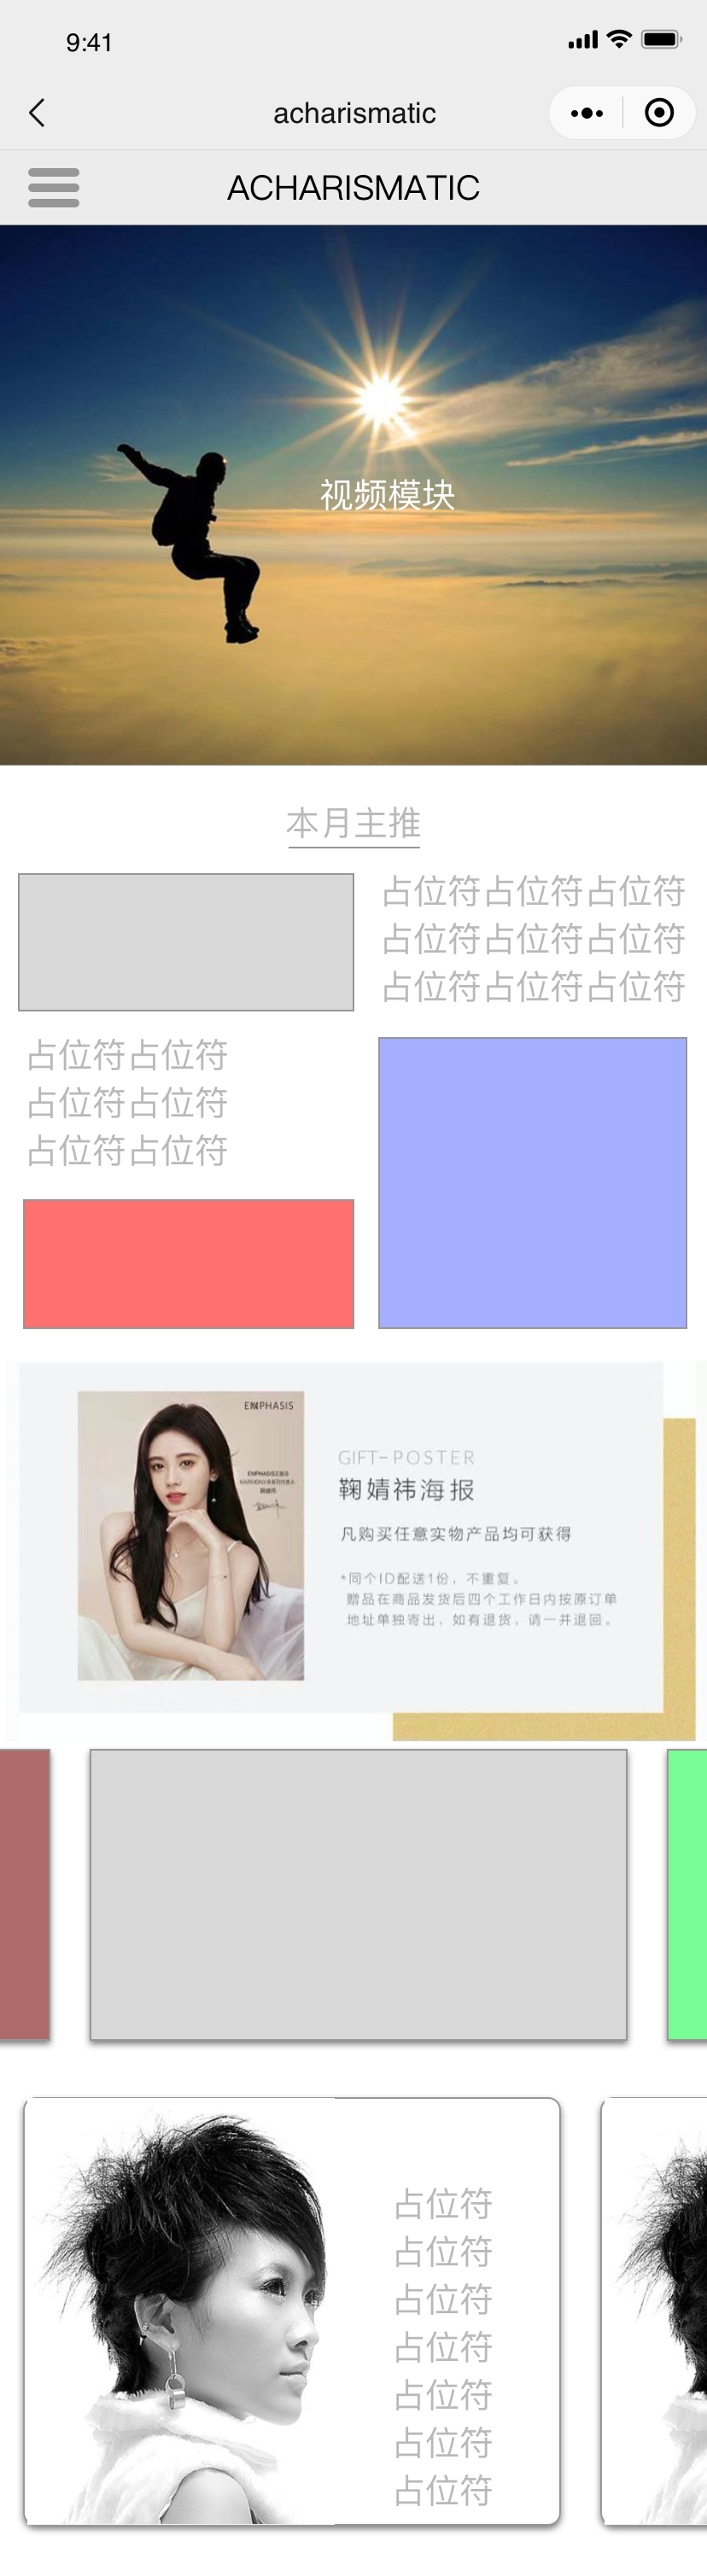 9:41
acharismatic
ACHARISMATIC
视频模块
本月主推
占位符占位符占位符
占位符占位符占位符
占位符占位符占位符
占位符占位符
占位符占位符
占位符占位符
EMPHASIS
GIFT-POSTER
鞠婧祎海报
凡购买任意实物产品均可获得
*同个ID配送1份，不重复。
赠品在商品发货后四个工作日内按原订单
地址单独寄出，如有退货，请一并退回。
占位符
占位符
占位符
占位符
占位符
占位符
占位符